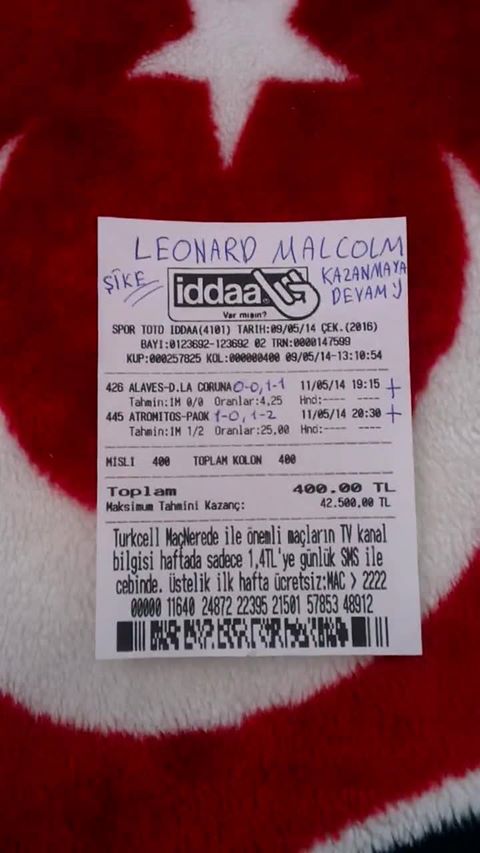 LEONARD MALCOLM
ŞİKE
KAZANMAYA
DEVAM :)
iddaa
Var mısın?
SPOR TOTO IDDAA(4101) TARIH:09/05/14 ÇEK.(2016)
BAYI:0123692-123692 02 TRN:0000147599
KUP:000257825 KOL:000000400 09/05/14-13:10:54
426 ALAVES-D.LA CORUNA 0-0, 1-1 11/05/14 19:15 +
Tahmin:IM 0/0 Oranlar:4,25 Hnd:---- ----
445 ATROMITOS-PAOK 1-0, 1-2 11/05/14 20:30 +
Tahmin:IM 1/2 Oranlar:25,00 Hnd:---- ----
MISLI 400 TOPLAM KOLON 400
Toplam 400.00 TL
Maksimum Tahmini Kazanç: 42.500,00 TL
Turkcell MaçNerede ile önemli maçların TV kanal
bilgisi haftada sadece 1,4TL'ye günlük SMS ile
cebinde. Üstelik ilk hafta ücretsiz:MAC > 2222
00000 11640 24872 22395 21501 57853 48912